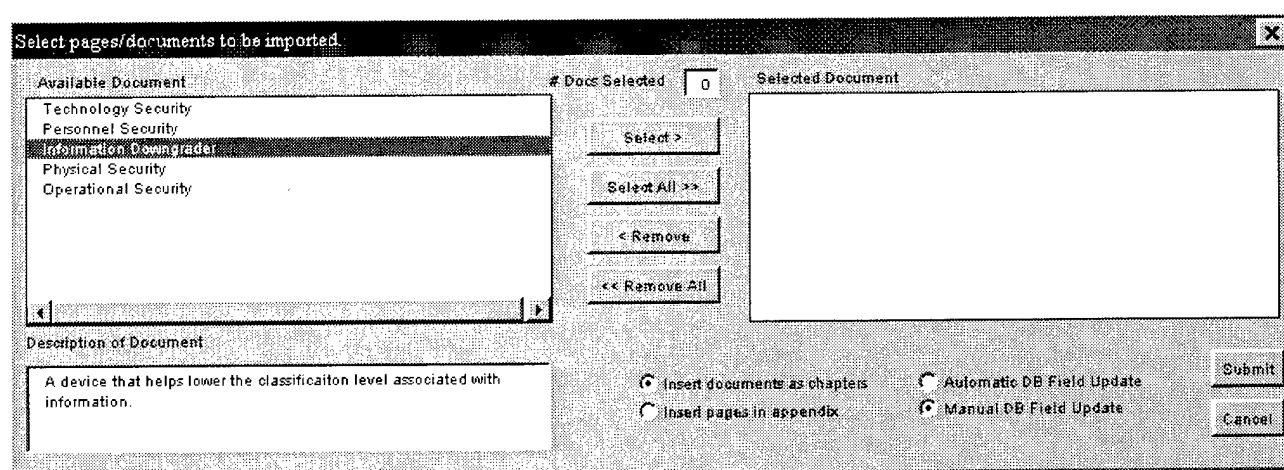 Select pages/documents to be imported.
Available Document
# Docs Selected 0
Selected Document
Technology Security
Personnel Security
Information Downgrader
Physical Security
Operational Security
Select >
Select All >>
< Remove
<< Remove All
Description of Document
A device that helps lower the classificaiton level associated with
information.
Insert documents as chapters
Insert pages in appendix
Automatic DB Field Update
Manual DB Field Update
Submit
Cancel